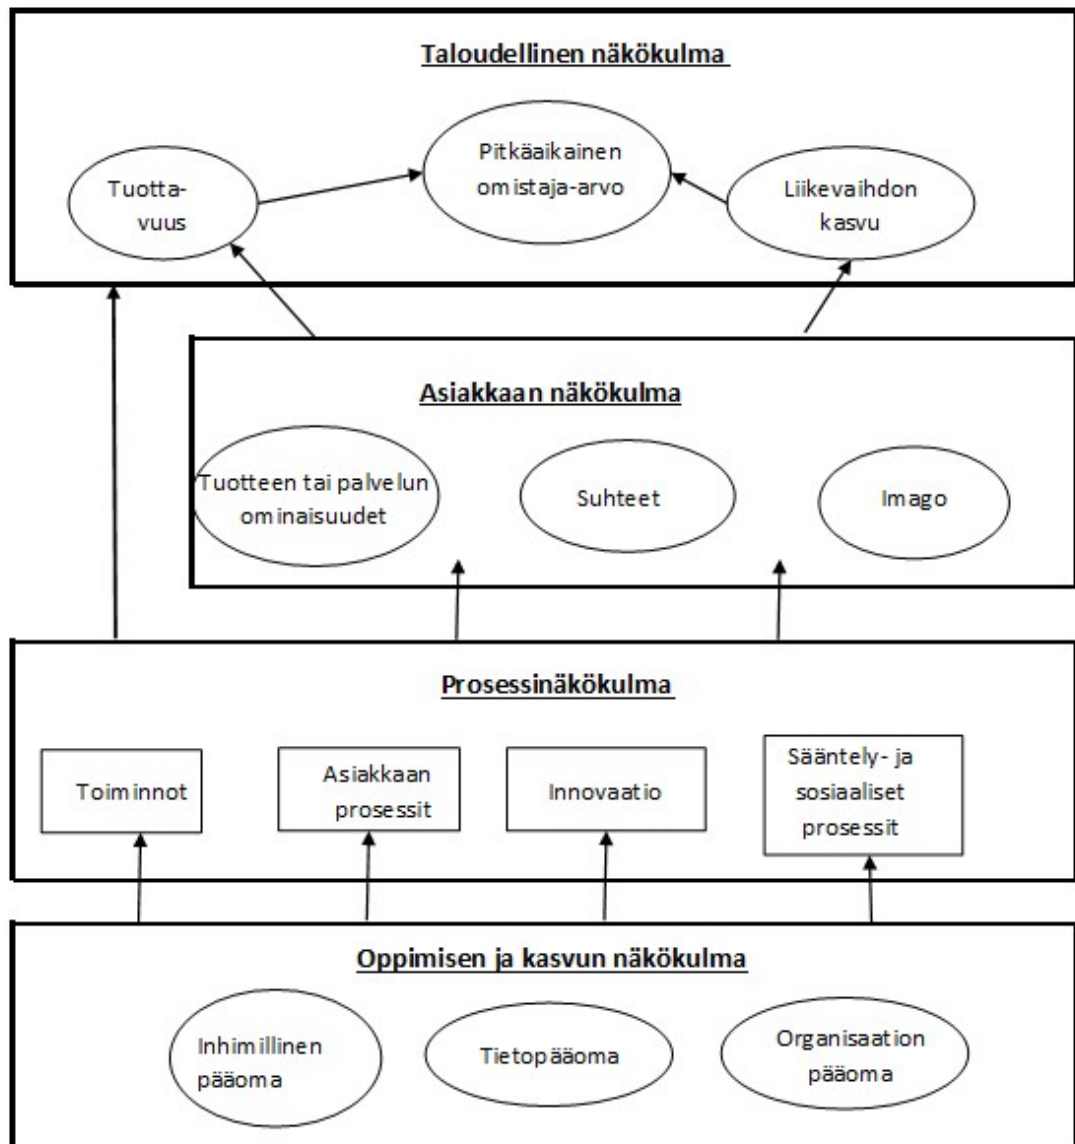 Taloudellinen näkökulma
Tuotta-
vuus
Pitkäaikainen
omistaja-arvo
Liikevaihdon
kasvu
Asiakkaan näkökulma
Tuotteen tai palvelun
ominaisuudet
Suhteet
Imago
Prosessinäkökulma
Toiminnot
Asiakkaan
prosessit
Innovaatio
Sääntely- ja
sosiaaliset
prosessit
Oppimisen ja kasvun näkökulma
Inhimillinen
pääoma
Tietopääoma
Organisaation
pääoma